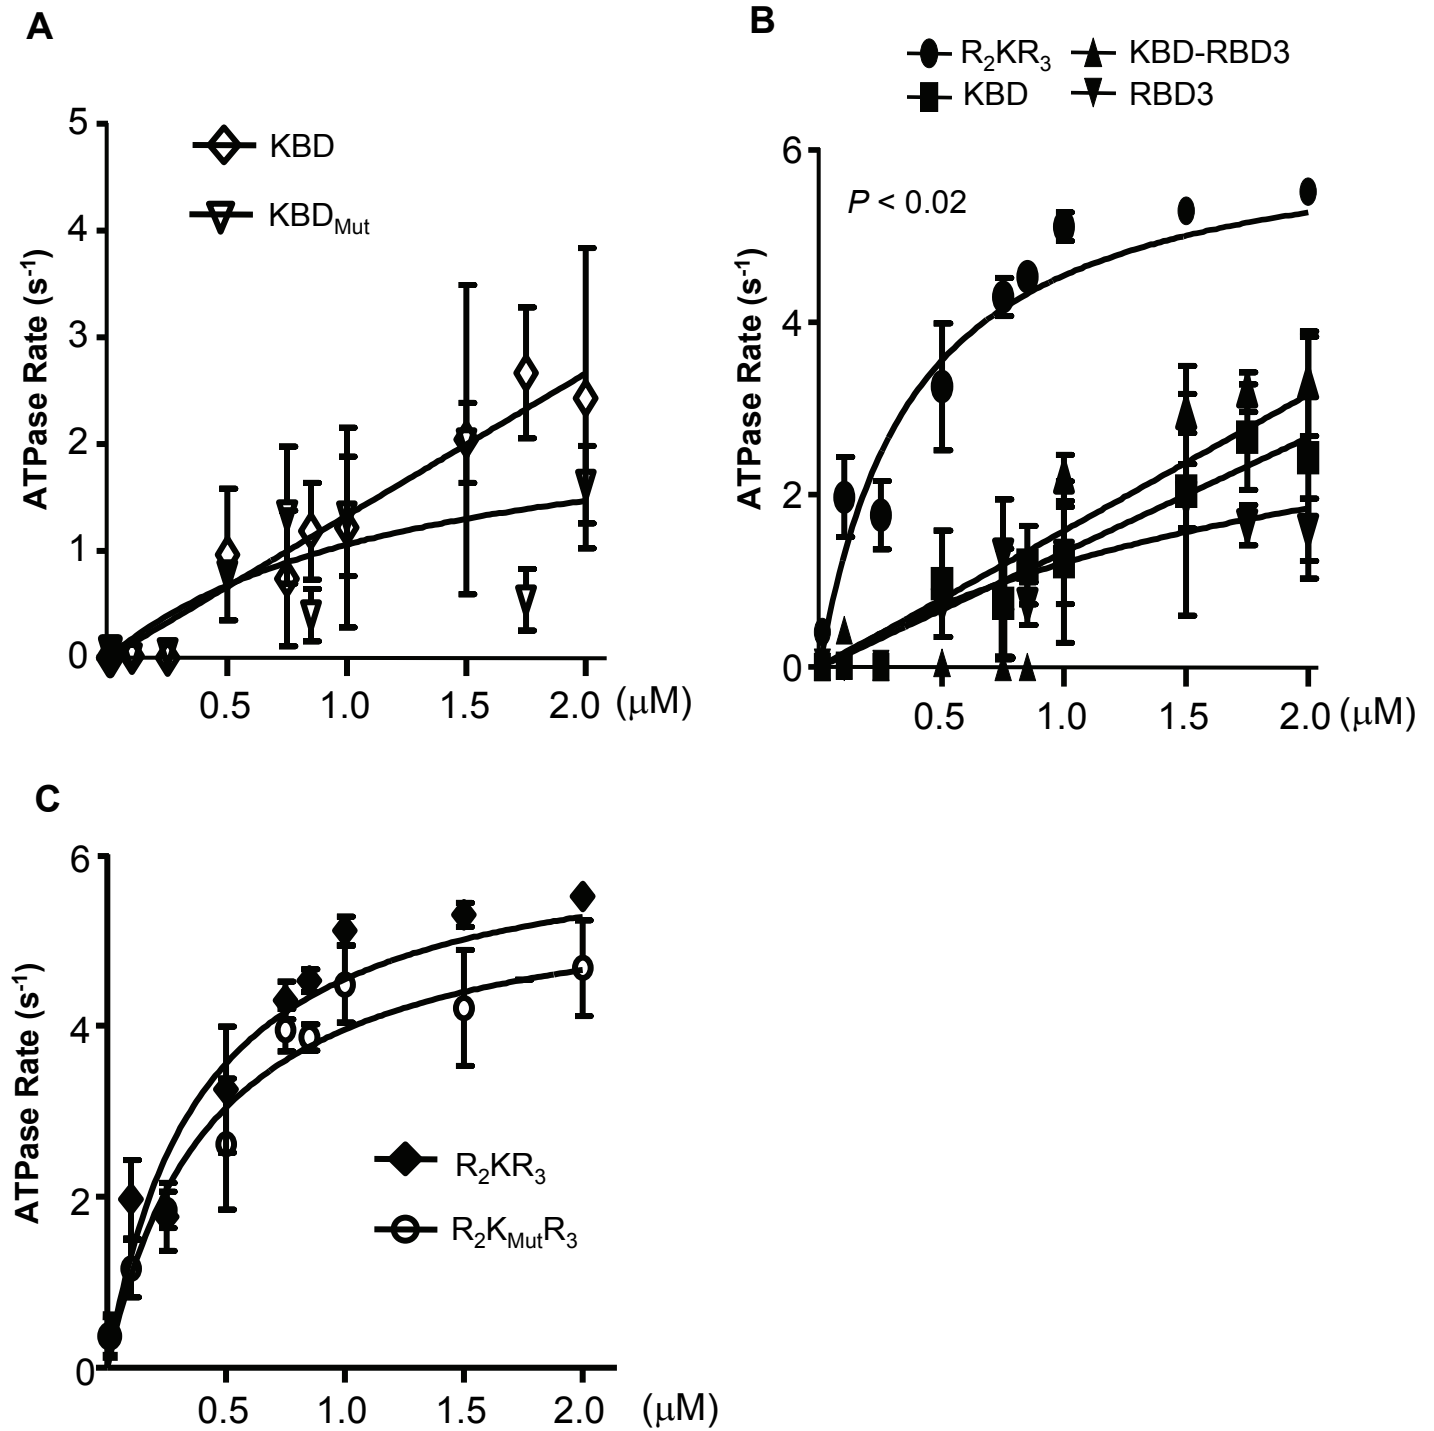 A
KBD
KBD_Mut
ATPase Rate (s⁻¹)
5
4
3
2
1
0
0.5 1.0 1.5 2.0 (μM)
B
R₂KR₃ KBD-RBD3
KBD RBD3
P < 0.02
ATPase Rate (s⁻¹)
6
4
2
0
0.5 1.0 1.5 2.0 (μM)
C
ATPase Rate (s⁻¹)
6
4
2
0
R₂KR₃
R₂K_MutR₃
0.5 1.0 1.5 2.0 (μM)